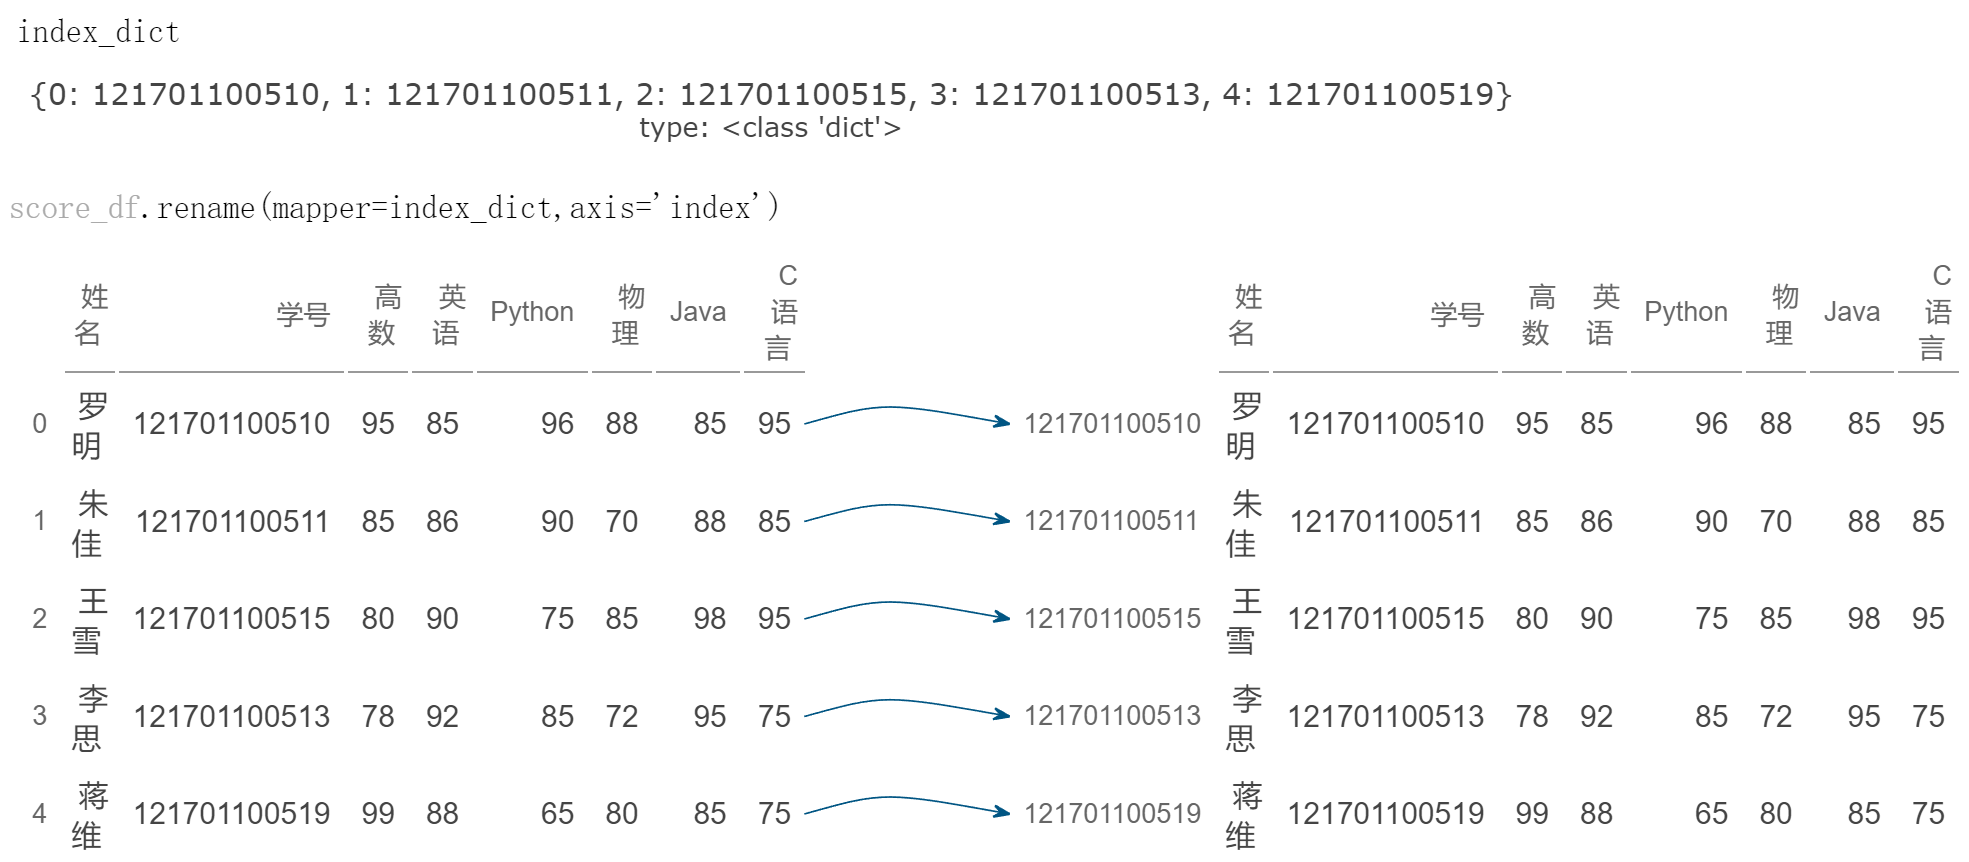 index_dict
{0: 121701100510, 1: 121701100511, 2: 121701100515, 3: 121701100513, 4: 121701100519}
type: <class 'dict'>
score_df.rename(mapper=index_dict,axis='index')
姓名 学号 高数 英语 Python 物理 Java C语言 姓名 学号 高数 英语 Python 物理 Java C语言
0 罗明 121701100510 95 85 96 88 85 95 121701100510 罗明 121701100510 95 85 96 88 85 95
1 朱佳 121701100511 85 86 90 70 88 85 121701100511 朱佳 121701100511 85 86 90 70 88 85
2 王雪 121701100515 80 90 75 85 98 95 121701100515 王雪 121701100515 80 90 75 85 98 95
3 李思 121701100513 78 92 85 72 95 75 121701100513 李思 121701100513 78 92 85 72 95 75
4 蒋维 121701100519 99 88 65 80 85 75 121701100519 蒋维 121701100519 99 88 65 80 85 75